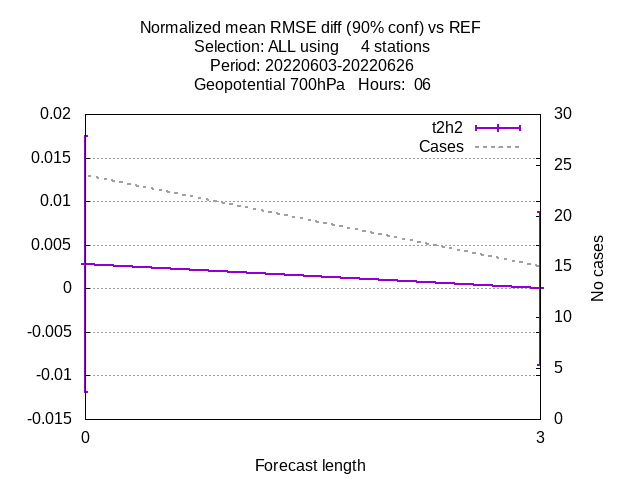 Normalized mean RMSE diff (90% conf) vs REF
Selection: ALL using     4 stations
Period: 20220603-20220626
Geopotential 700hPa   Hours:  06
t2h2
Cases
0.02
0.015
0.01
0.005
0
-0.005
-0.01
-0.015
30
25
20
15
10
5
0
No cases
0
3
Forecast length